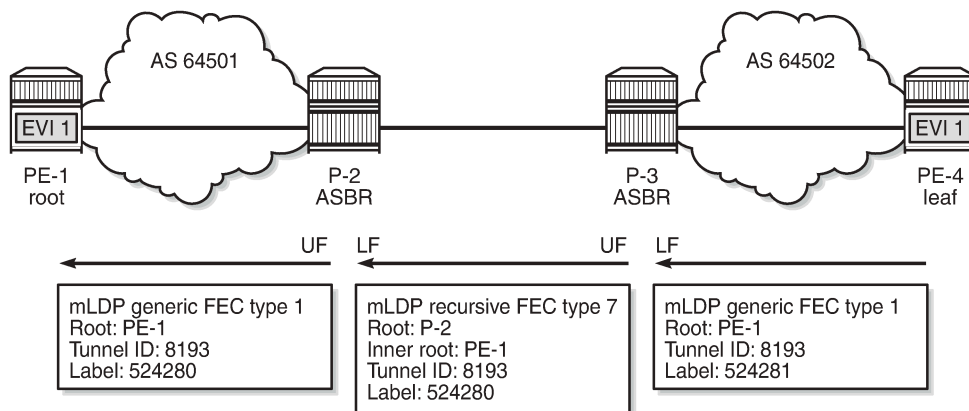 AS 64501
AS 64502
EVI 1
EVI 1
PE-1
root
P-2
ASBR
P-3
ASBR
PE-4
leaf
UF
LF
UF
LF
mLDP generic FEC type 1
Root: PE-1
Tunnel ID: 8193
Label: 524280
mLDP recursive FEC type 7
Root: P-2
Inner root: PE-1
Tunnel ID: 8193
Label: 524280
mLDP generic FEC type 1
Root: PE-1
Tunnel ID: 8193
Label: 524281